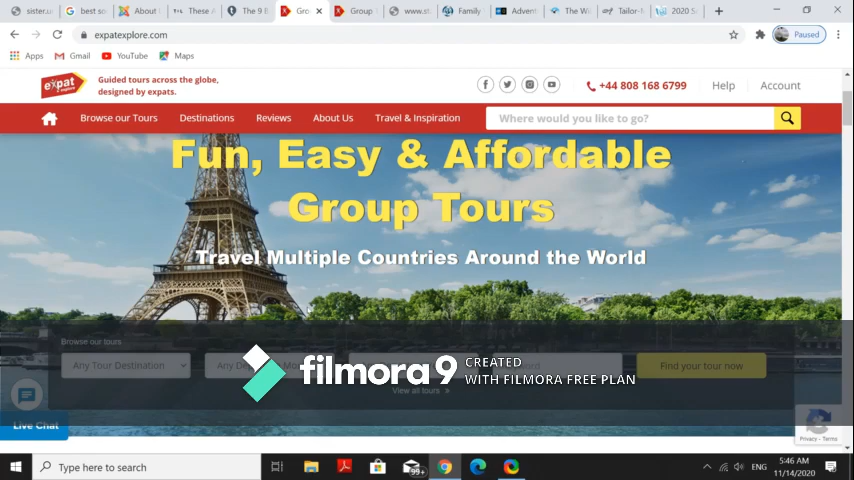 sister.u
best so
About
These A
The 9 B
Gro
Group
www.st
Family
Advent
The Wi
Tailor-M
2020 S
expatexplore.com
Paused
Apps
Gmail
YouTube
Maps
expat
explore
Guided tours across the globe,
designed by expats.
+44 808 168 6799
Help
Account
Browse our Tours
Destinations
Reviews
About Us
Travel & Inspiration
Where would you like to go?
Fun, Easy & Affordable
Group Tours
Travel Multiple Countries Around the World
Browse our tours
Any Tour Destination
Find your tour now
View all tours >
filmora9
CREATED
WITH FILMORA FREE PLAN
Live Chat
Privacy - Terms
Type here to search
99+
ENG
5:46 AM
11/14/2020